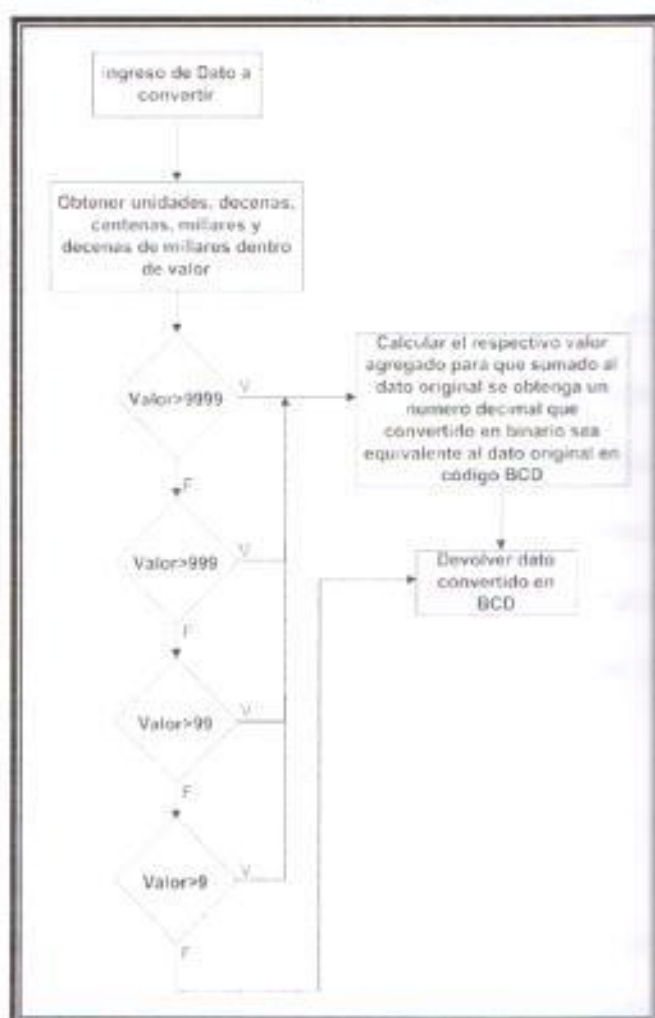 Ingreso de Dato a
convertir
Obtener unidades, decenas,
centenas, millares y
decenas de millares dentro
de valor
Valor>9999
V
F
Calcular el respectivo valor
agregado para que sumado al
dato original se obtenga un
numero decimal que
convertirlo en binario sea
equivalente al dato original en
código BCD
Valor>999
V
F
Devolver dato
convertido en
BCD
Valor>99
V
F
Valor>9
V
F